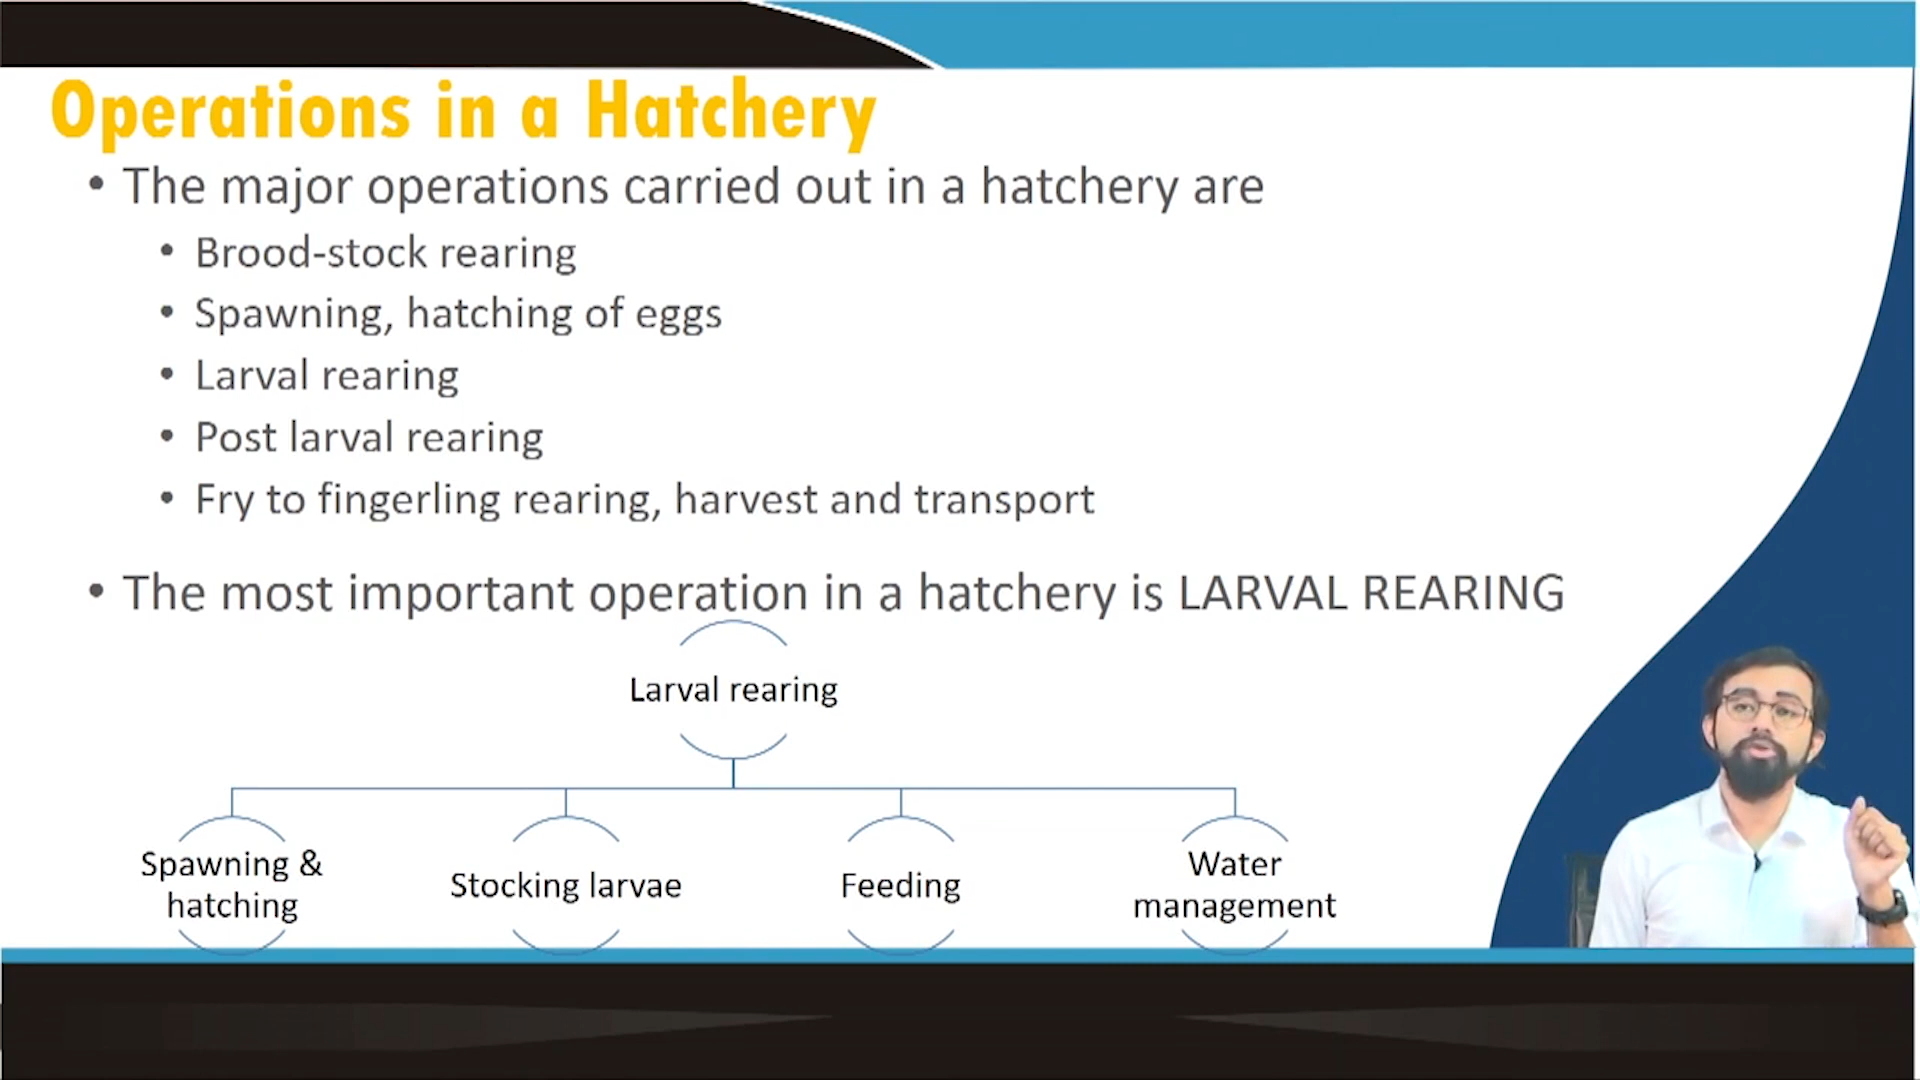 Operations in a Hatchery
• The major operations carried out in a hatchery are
• Brood-stock rearing
• Spawning, hatching of eggs
• Larval rearing
• Post larval rearing
• Fry to fingerling rearing, harvest and transport
• The most important operation in a hatchery is LARVAL REARING
Larval rearing
Spawning &
hatching
Stocking larvae
Feeding
Water
management